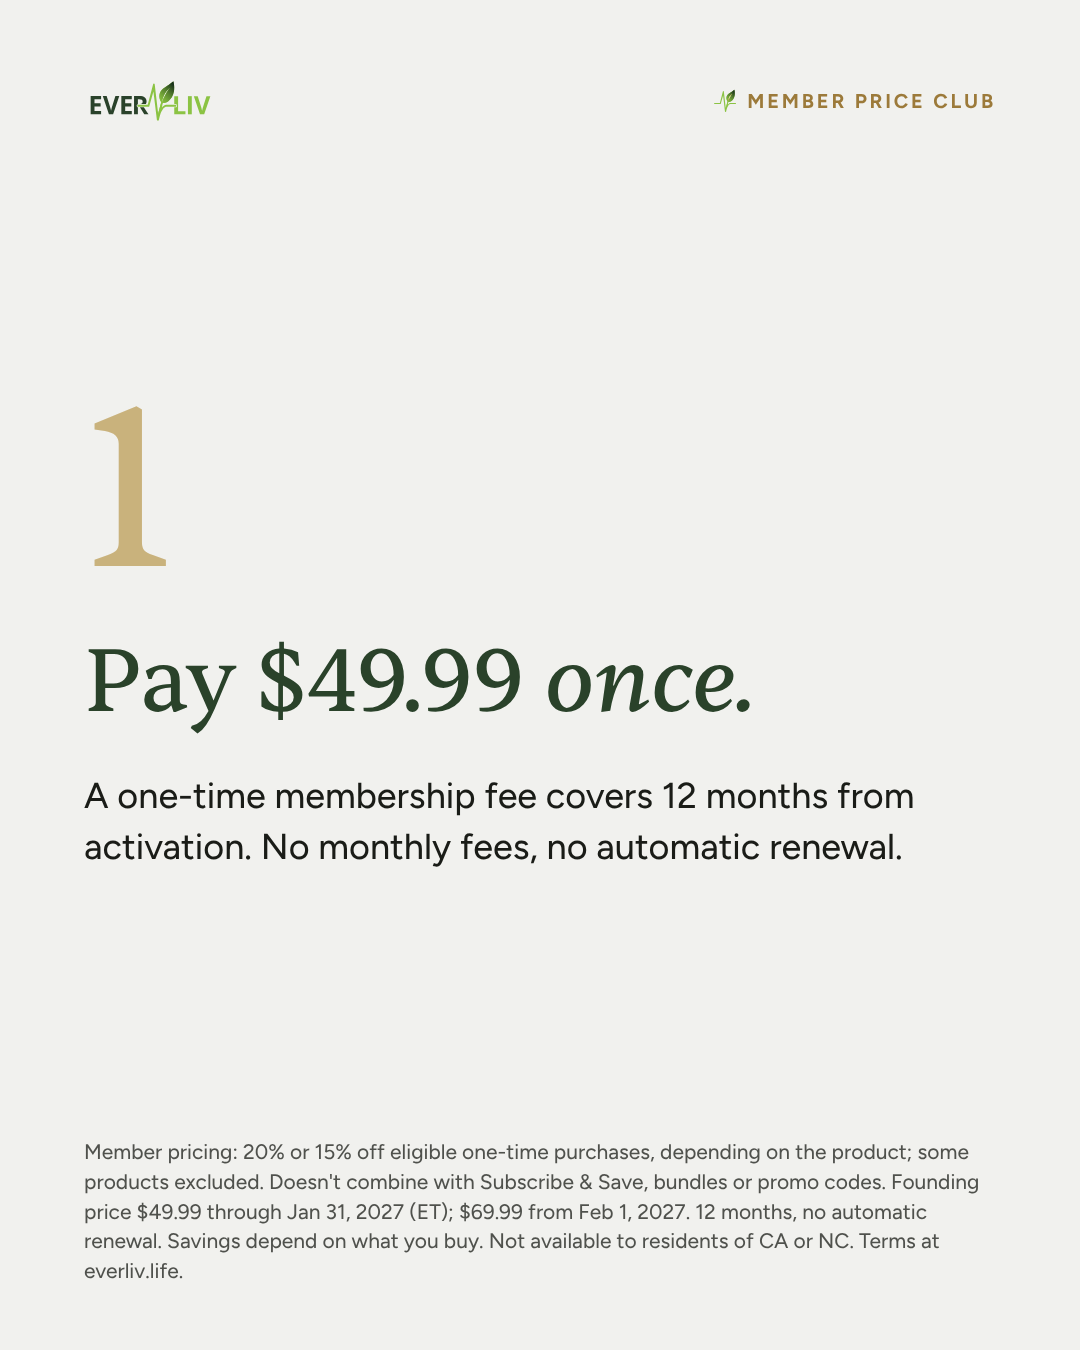 EVERLIV
MEMBER PRICE CLUB
1
Pay $49.99 once.
A one-time membership fee covers 12 months from
activation. No monthly fees, no automatic renewal.
Member pricing: 20% or 15% off eligible one-time purchases, depending on the product; some
products excluded. Doesn't combine with Subscribe & Save, bundles or promo codes. Founding
price $49.99 through Jan 31, 2027 (ET); $69.99 from Feb 1, 2027. 12 months, no automatic
renewal. Savings depend on what you buy. Not available to residents of CA or NC. Terms at
everliv.life.